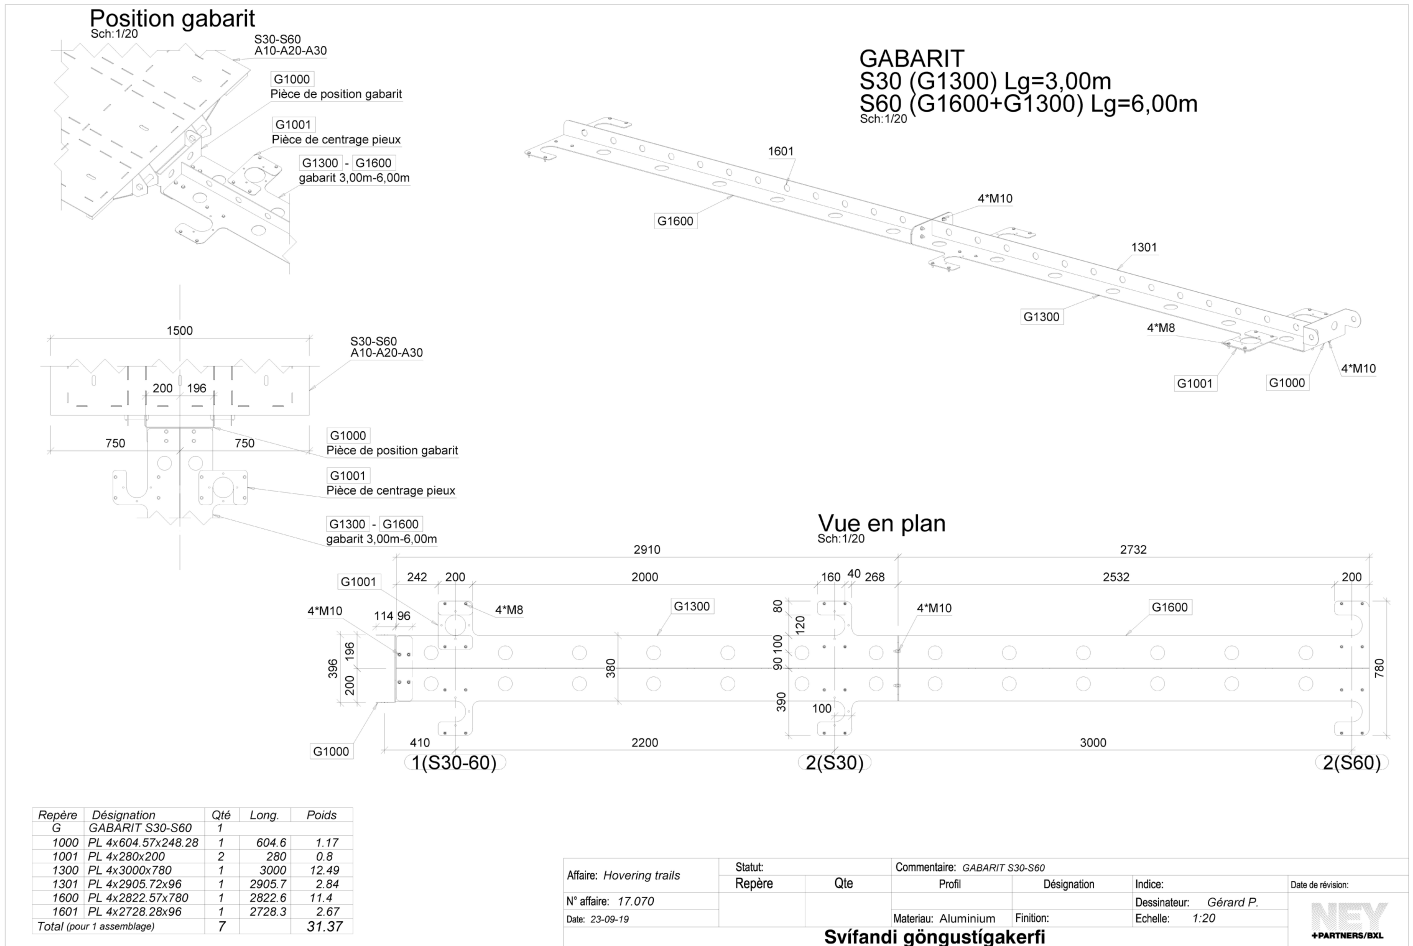 Position gabarit
Sch:1/20
S30-S60
A10-A20-A30
G1000
Pièce de position gabarit
G1001
Pièce de centrage pieux
G1300 - G1600
gabarit 3,00m-6,00m
GABARIT
S30 (G1300) Lg=3,00m
S60 (G1600+G1300) Lg=6,00m
Sch:1/20
1601
G1600
4*M10
1301
G1300
4*M8
G1001
G1000
4*M10
1500
S30-S60
A10-A20-A30
200 196
750 750
G1000
Pièce de position gabarit
G1001
Pièce de centrage pieux
G1300 - G1600
gabarit 3,00m-6,00m
Vue en plan
Sch:1/20
2910 2732
242 200 2000 160 40 268 2532 200
G1001
4*M10
114 96
4*M8
G1300
4*M10
G1600
80
120
100
90
390
100
396
196
200
380
780
G1000
410 2200 3000
1(S30-60) 2(S30) 2(S60)
Repère Désignation Qté Long. Poids
G GABARIT S30-S60 1
1000 PL 4x604.57x248.28 1 604.6 1.17
1001 PL 4x280x200 2 280 0.8
1300 PL 4x3000x780 1 3000 12.49
1301 PL 4x2905.72x96 1 2905.7 2.84
1600 PL 4x2822.57x780 1 2822.6 11.4
1601 PL 4x2728.28x96 1 2728.3 2.67
Total (pour 1 assemblage) 7 31.37
Affaire: Hovering trails
N° affaire: 17.070
Date: 23-09-19
Statut:
Repère Qte
Commentaire: GABARIT S30-S60
Profil Désignation
Materiau: Aluminium Finition:
Indice:
Dessinateur: Gérard P.
Echelle: 1:20
Date de révision:
Svífandi göngustígakerfi
NEY
+PARTNERS/BXL